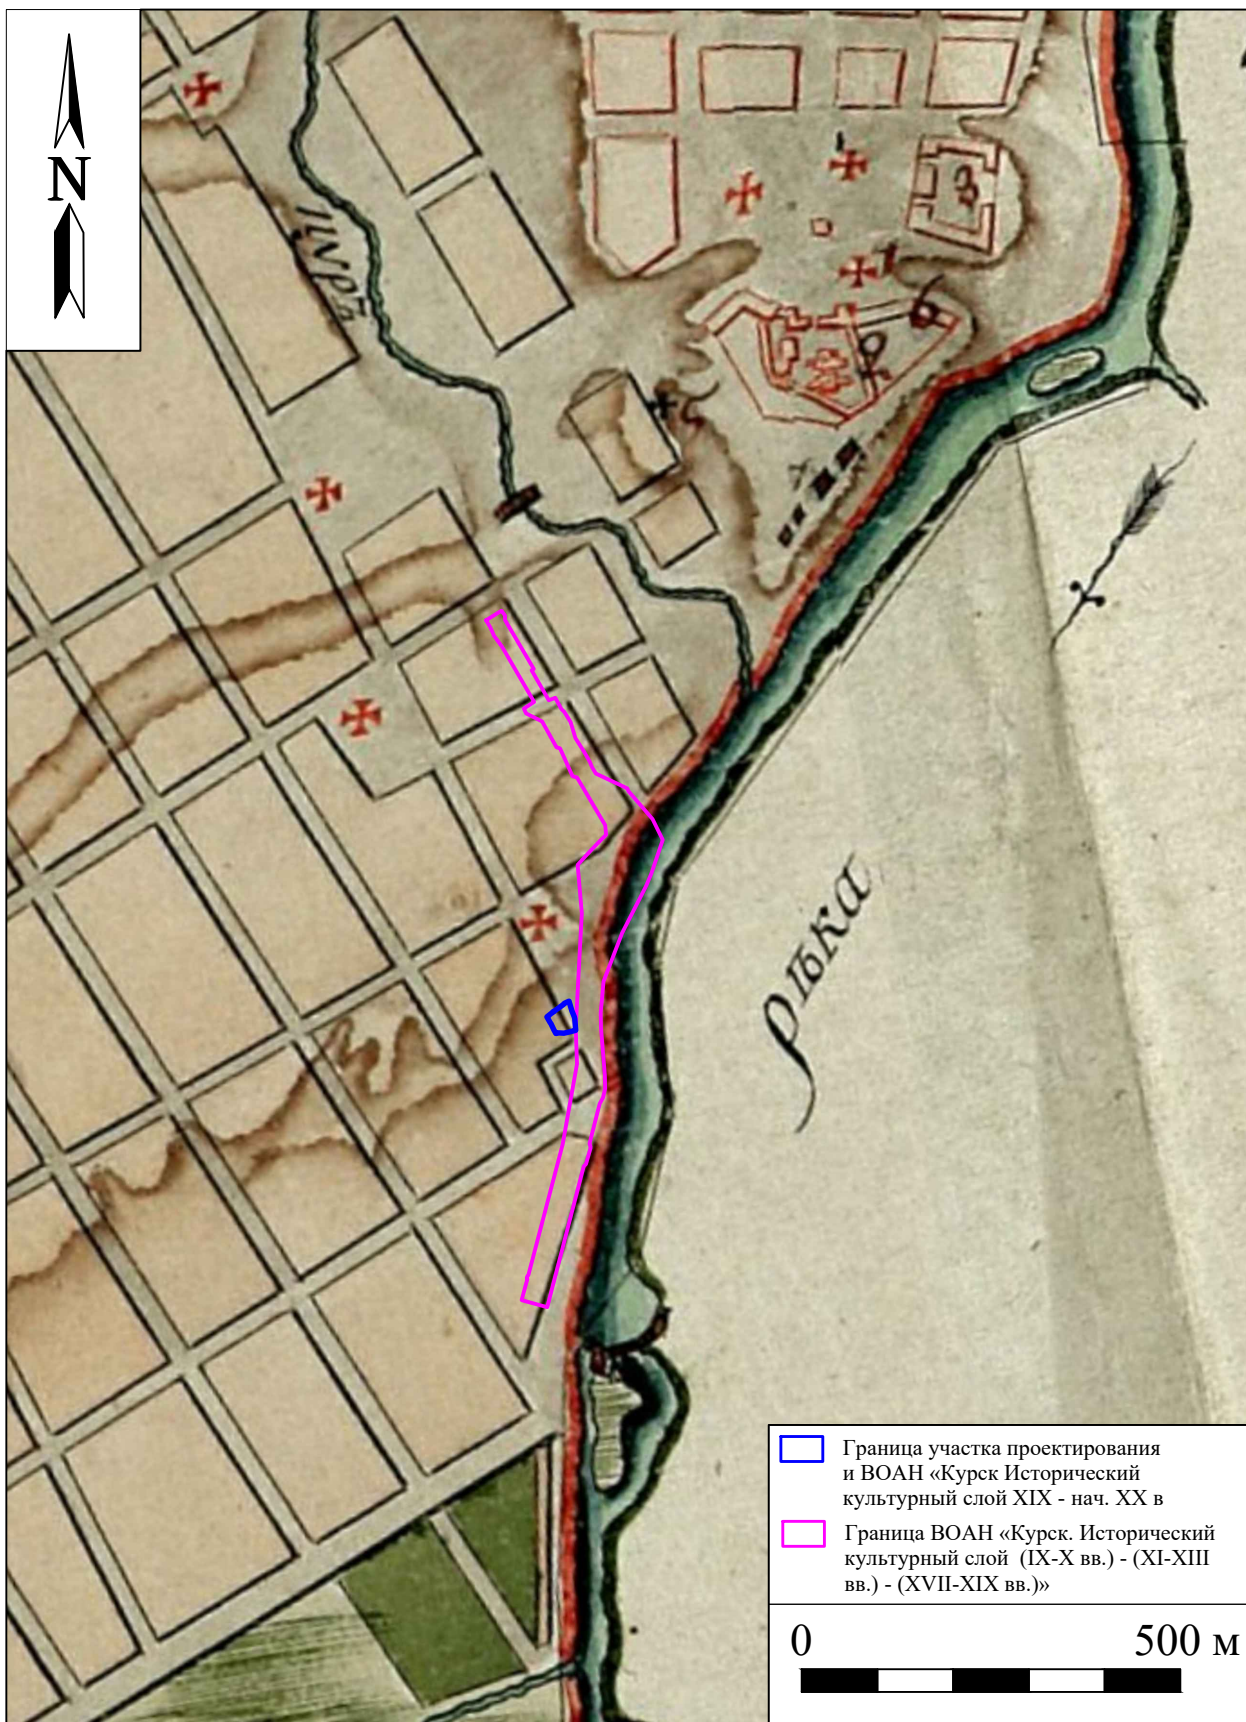 N
рѣка
Граница участка проектирования
и ВОАН «Курск Исторический
культурный слой XIX - нач. XX в
Граница ВОАН «Курск. Исторический
культурный слой (IX-X вв.) - (XI-XIII
вв.) - (XVII-XIX вв.)»
0 500 м